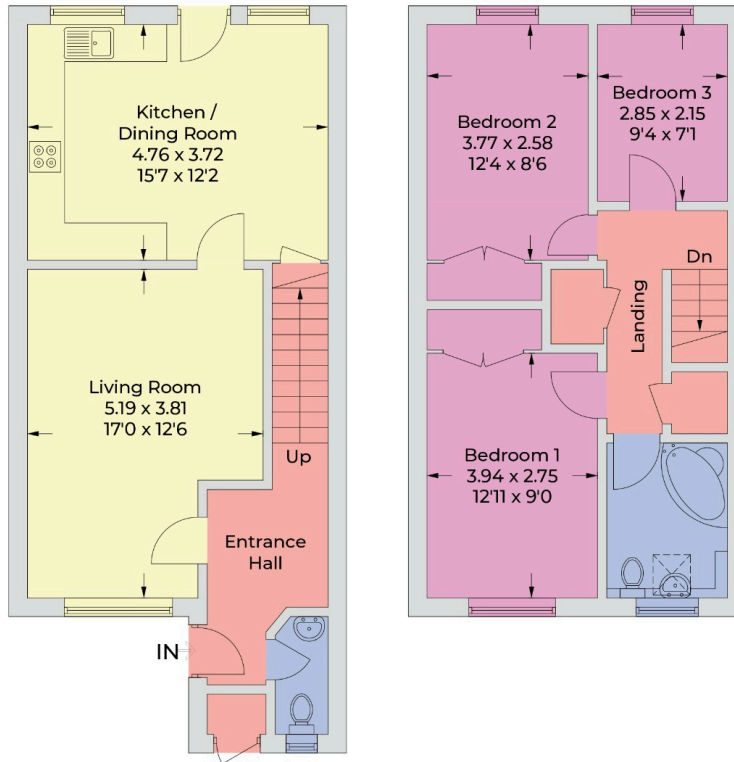 Kitchen /
Dining Room
4.76 x 3.72
15'7 x 12'2
Living Room
5.19 x 3.81
17'0 x 12'6
Up
Entrance
Hall
IN
Bedroom 2
3.77 x 2.58
12'4 x 8'6
Bedroom 3
2.85 x 2.15
9'4 x 7'1
Dn
Landing
Bedroom 1
3.94 x 2.75
12'11 x 9'0